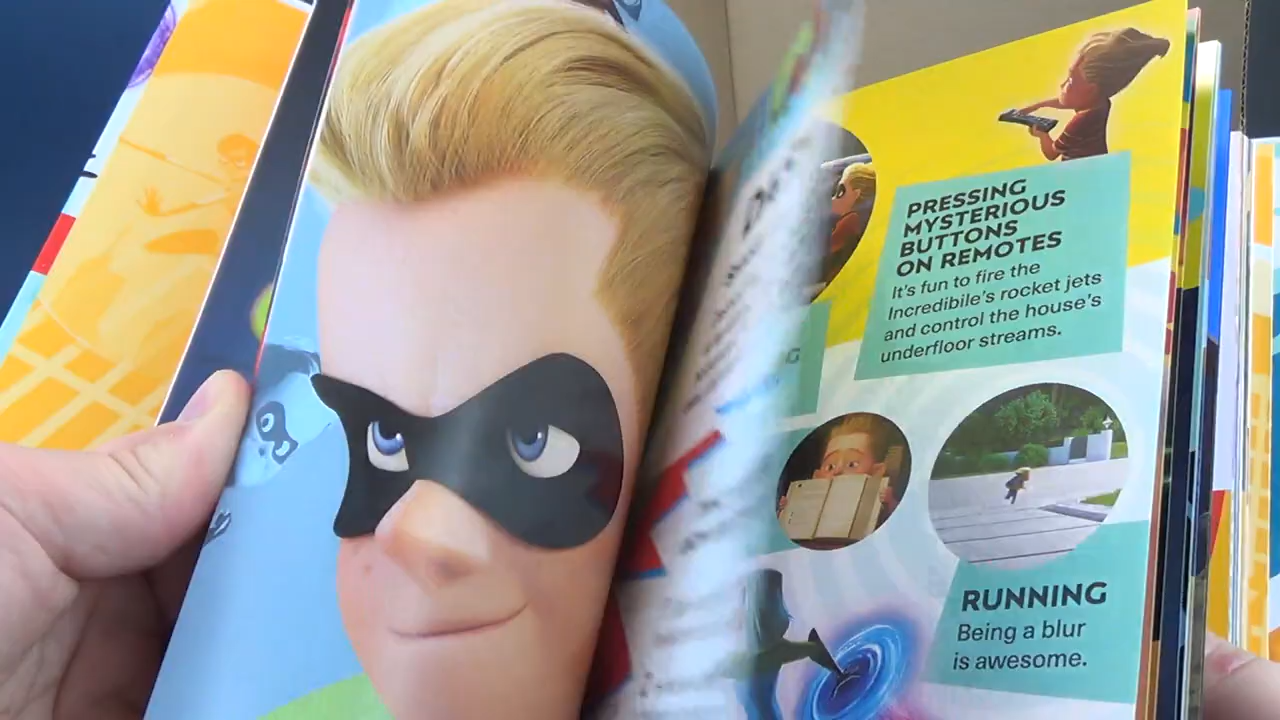 PRESSING
MYSTERIOUS
BUTTONS
ON REMOTES
It's fun to fire the
Incredibile's rocket jets
and control the house's
underfloor streams.
RUNNING
Being a blur
is awesome.